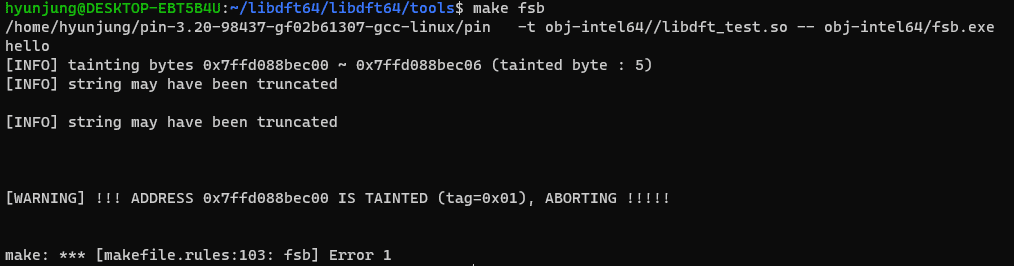 hyunjung@DESKTOP-EBT5B4U:~/libdft64/libdft64/tools$ make fsb
/home/hyunjung/pin-3.20-98437-gf02b61307-gcc-linux/pin   -t obj-intel64//libdft_test.so -- obj-intel64/fsb.exe
hello
[INFO] tainting bytes 0x7ffd088bec00 ~ 0x7ffd088bec06 (tainted byte : 5)
[INFO] string may have been truncated
[INFO] string may have been truncated
[WARNING] !!! ADDRESS 0x7ffd088bec00 IS TAINTED (tag=0x01), ABORTING !!!!!
make: *** [makefile.rules:103: fsb] Error 1